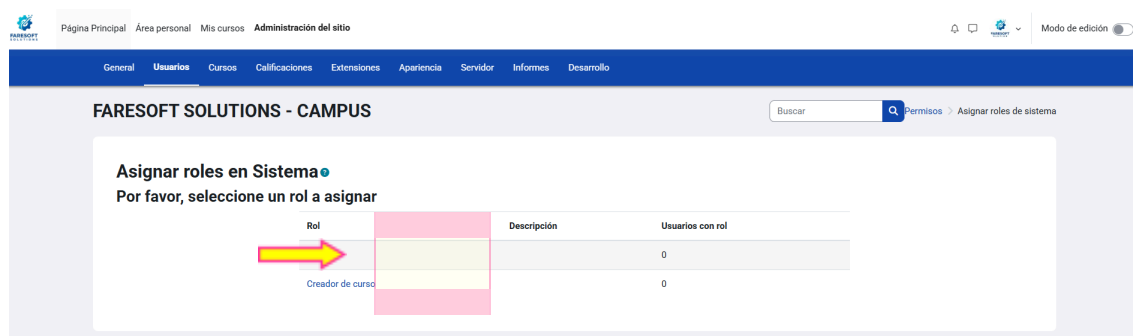 FARESOFT
SOLUTIONS
Página Principal Área personal Mis cursos Administración del sitio
Modo de edición
General Usuarios Cursos Calificaciones Extensiones Apariencia Servidor Informes Desarrollo
FARESOFT SOLUTIONS - CAMPUS
Buscar
Permisos > Asignar roles de sistema
Asignar roles en Sistema
Por favor, seleccione un rol a asignar
Rol Descripción Usuarios con rol
0
Creador de curso 0